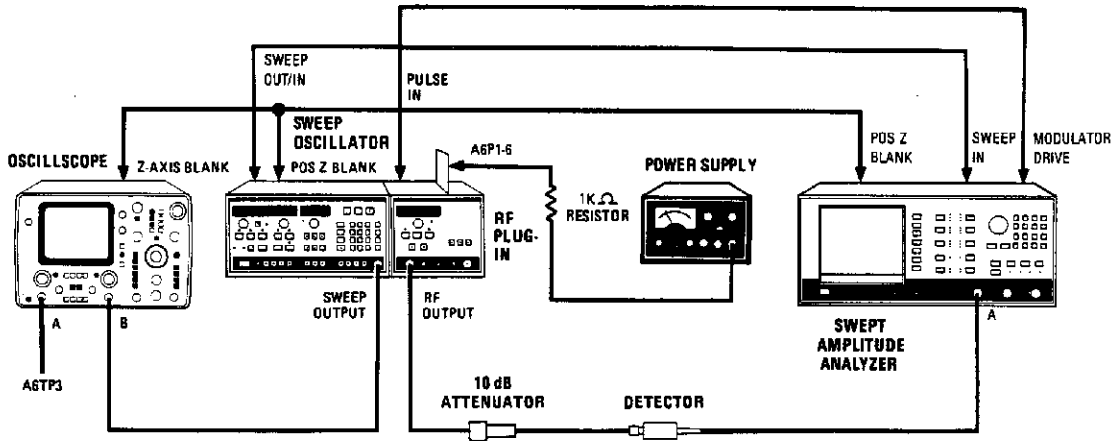 SWEEP
OUT/IN
PULSE
IN
SWEEP
OSCILLATOR
A6P1-6
POS Z
BLANK
SWEEP
IN
MODULATOR
DRIVE
OSCILLSCOPE
Z-AXIS BLANK
POS Z BLANK
POWER SUPPLY
1KΩ
RESISTOR
RF
PLUG-
IN
SWEEP
OUTPUT
RF
OUTPUT
A
B
A
SWEPT
AMPLITUDE
ANALYZER
A6TP3
10 dB
ATTENUATOR
DETECTOR